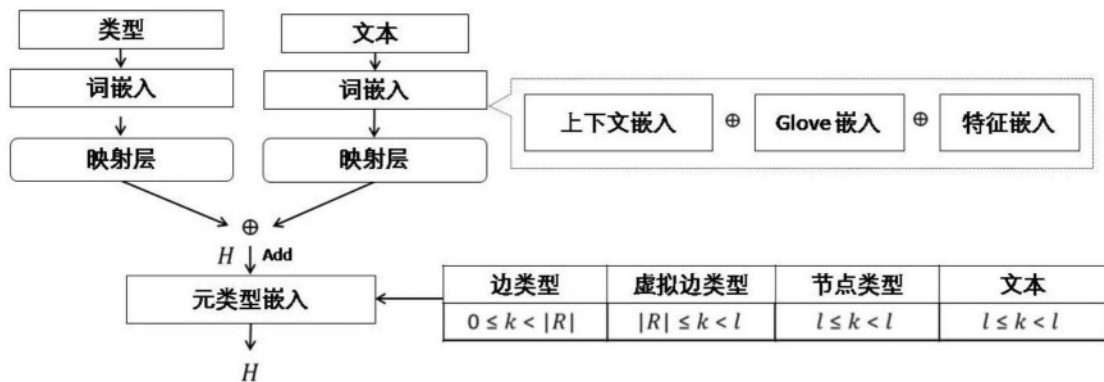 类型
文本
词嵌入
词嵌入
上下文嵌入 ⊕ Glove 嵌入 ⊕ 特征嵌入
映射层
映射层
⊕
H Add
元类型嵌入
边类型 虚拟边类型 节点类型 文本
0 ≤ k < |R| |R| ≤ k < l l ≤ k < l l ≤ k < l
H